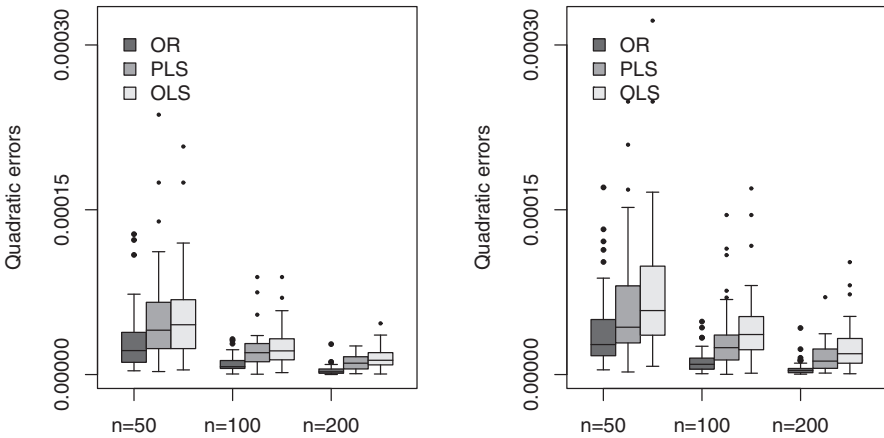 Quadratic errors
0.00030
0.00015
0.00000
OR
PLS
OLS
n=50
n=100
n=200
Quadratic errors
0.00030
0.00015
0.00000
OR
PLS
OLS
n=50
n=100
n=200